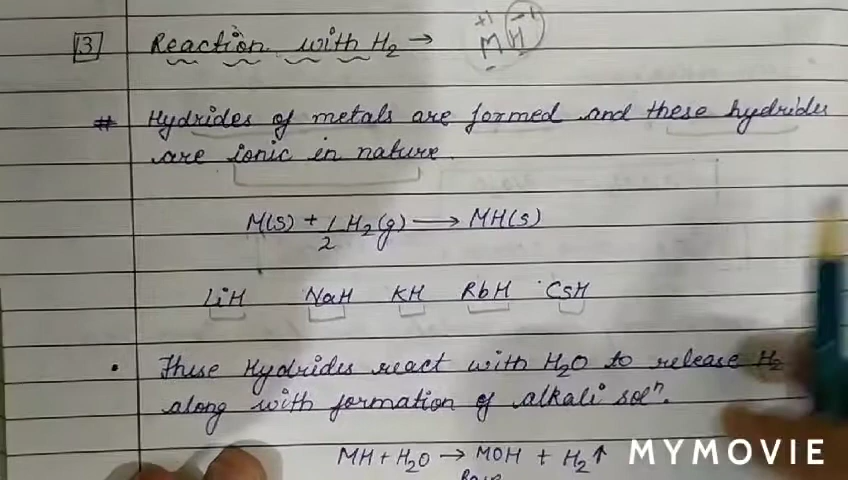 +1 -1
3 Reaction with H₂ → M H
# Hydrides of metals are formed and these hydrides
are ionic in nature.
M(s) + 1/2 H₂(g) → MH(s)
LiH NaH KH RbH CsH
• These Hydrides react with H₂O to release H₂
along with formation of alkali solⁿ.
MH + H₂O → MOH + H₂↑
MYMOVIE